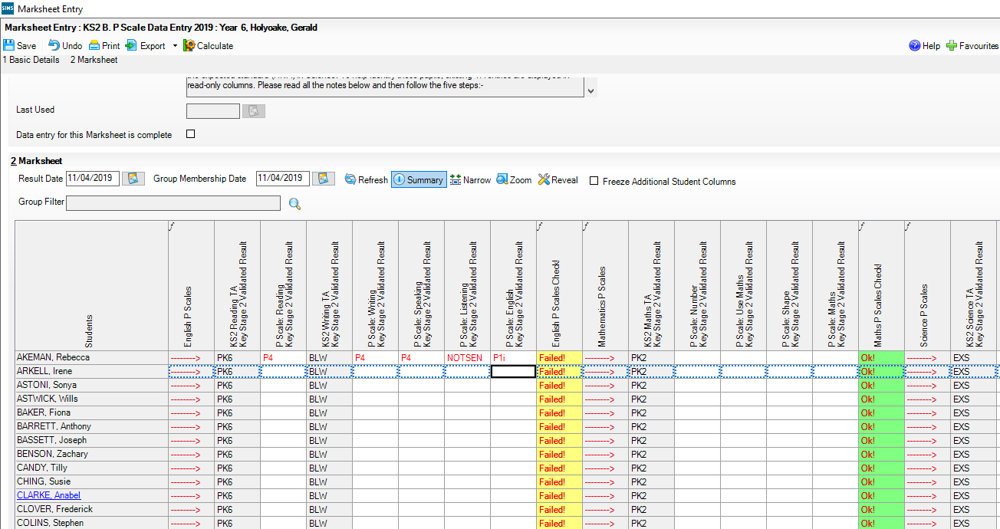 SIMS Marksheet Entry
Marksheet Entry : KS2 B. P Scale Data Entry 2019 : Year 6, Holyoake, Gerald
Save Undo Print Export Calculate Help Favourites
1 Basic Details 2 Marksheet
read-only columns. Please read all the notes below and then follow the five steps:-
Last Used
Data entry for this Marksheet is complete
2 Marksheet
Result Date 11/04/2019 Group Membership Date 11/04/2019 Refresh Summary Narrow Zoom Reveal Freeze Additional Student Columns
Group Filter
f f f f f
Students
English P Scales
KS2 Reading TA
Key Stage 2 Validated Result
P Scale: Reading
Key Stage 2 Validated Result
KS2 Writing TA
Key Stage 2 Validated Result
P Scale: Writing
Key Stage 2 Validated Result
P Scale: Speaking
Key Stage 2 Validated Result
P Scale: Listening
Key Stage 2 Validated Result
P Scale: English
Key Stage 2 Validated Result
English P Scales Check!
Mathematics P Scales
KS2 Maths TA
Key Stage 2 Validated Result
P Scale: Number
Key Stage 2 Validated Result
P Scale: Use Maths
Key Stage 2 Validated Result
P Scale: Shape
Key Stage 2 Validated Result
P Scale: Maths
Key Stage 2 Validated Result
Maths P Scales Check!
Science P Scales
KS2 Science TA
Key Stage 2 Validated Result
AKEMAN, Rebecca --------> PK6 P4 BLW P4 P4 NOTSEN P1i Failed! --------> PK2 Ok! --------> EXS
ARKELL, Irene --------> PK6 BLW Failed! --------> PK2 Ok! --------> EXS
ASTONI, Sonya --------> PK6 BLW Failed! --------> PK2 Ok! --------> EXS
ASTWICK, Wills --------> PK6 BLW Failed! --------> PK2 Ok! --------> EXS
BAKER, Fiona --------> PK6 BLW Failed! --------> PK2 Ok! --------> EXS
BARRETT, Anthony --------> PK6 BLW Failed! --------> PK2 Ok! --------> EXS
BASSETT, Joseph --------> PK6 BLW Failed! --------> PK2 Ok! --------> EXS
BENSON, Zachary --------> PK6 BLW Failed! --------> PK2 Ok! --------> EXS
CANDY, Tilly --------> PK6 BLW Failed! --------> PK2 Ok! --------> EXS
CHING, Susie --------> PK6 BLW Failed! --------> PK2 Ok! --------> EXS
CLARKE, Anabel --------> PK6 BLW Failed! --------> PK2 Ok! --------> EXS
CLOVER, Frederick --------> PK6 BLW Failed! --------> PK2 Ok! --------> EXS
COLINS, Stephen --------> PK6 BLW Failed! --------> PK2 Ok! --------> EXS